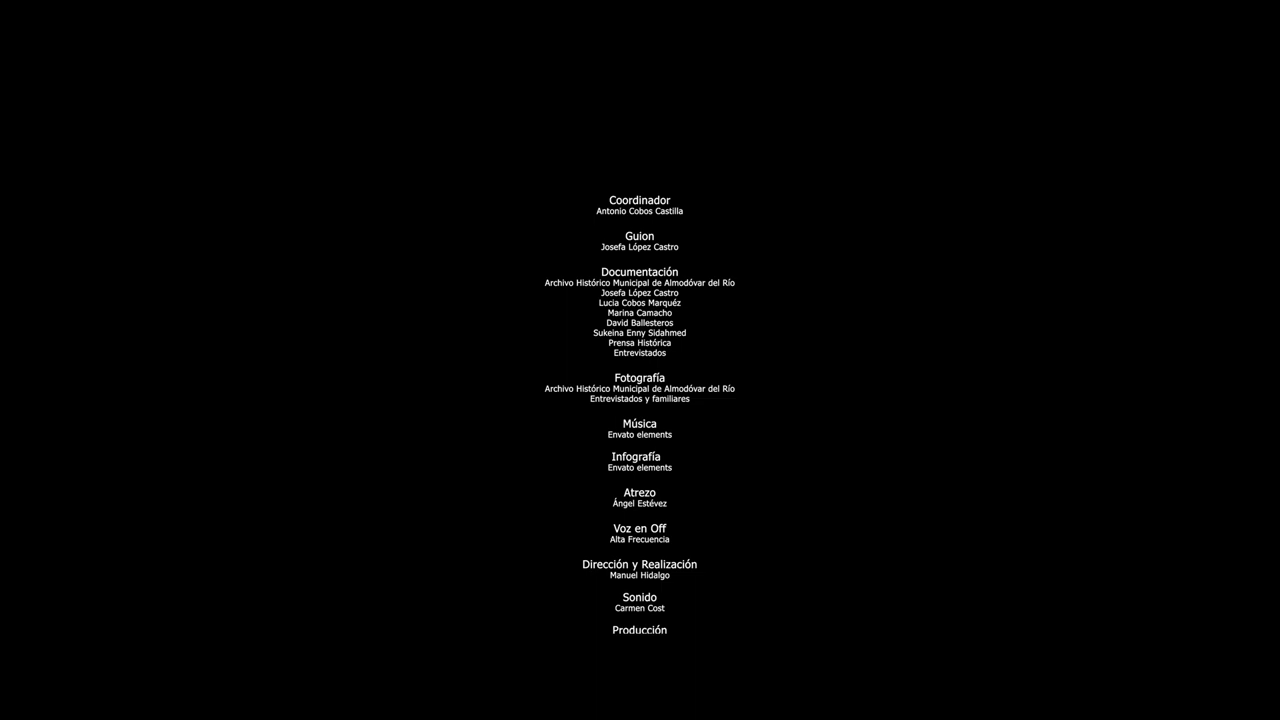 Coordinador
Antonio Cobos Castilla
Guion
Josefa López Castro
Documentación
Archivo Histórico Municipal de Almodóvar del Río
Josefa López Castro
Lucia Cobos Marquéz
Marina Camacho
David Ballesteros
Sukeina Enny Sidahmed
Prensa Histórica
Entrevistados
Fotografía
Archivo Histórico Municipal de Almodóvar del Río
Entrevistados y familiares
Música
Envato elements
Infografía
Envato elements
Atrezo
Ángel Estévez
Voz en Off
Alta Frecuencia
Dirección y Realización
Manuel Hidalgo
Sonido
Carmen Cost
Producción